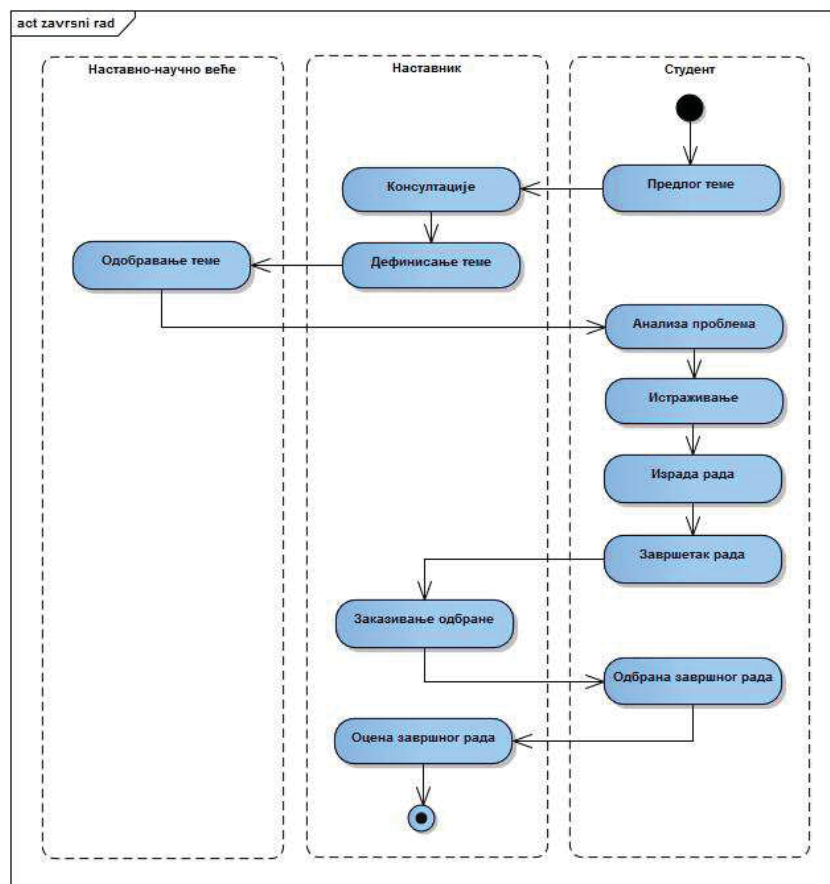 act zavrsni rad
Наставно-научно веће
Наставник
Студент
Предлог теме
Консултације
Дефинисање теме
Одобравање теме
Анализа проблема
Истраживање
Израда рада
Завршетак рада
Заказивање одбране
Одбрана завршног рада
Оцена завршног рада